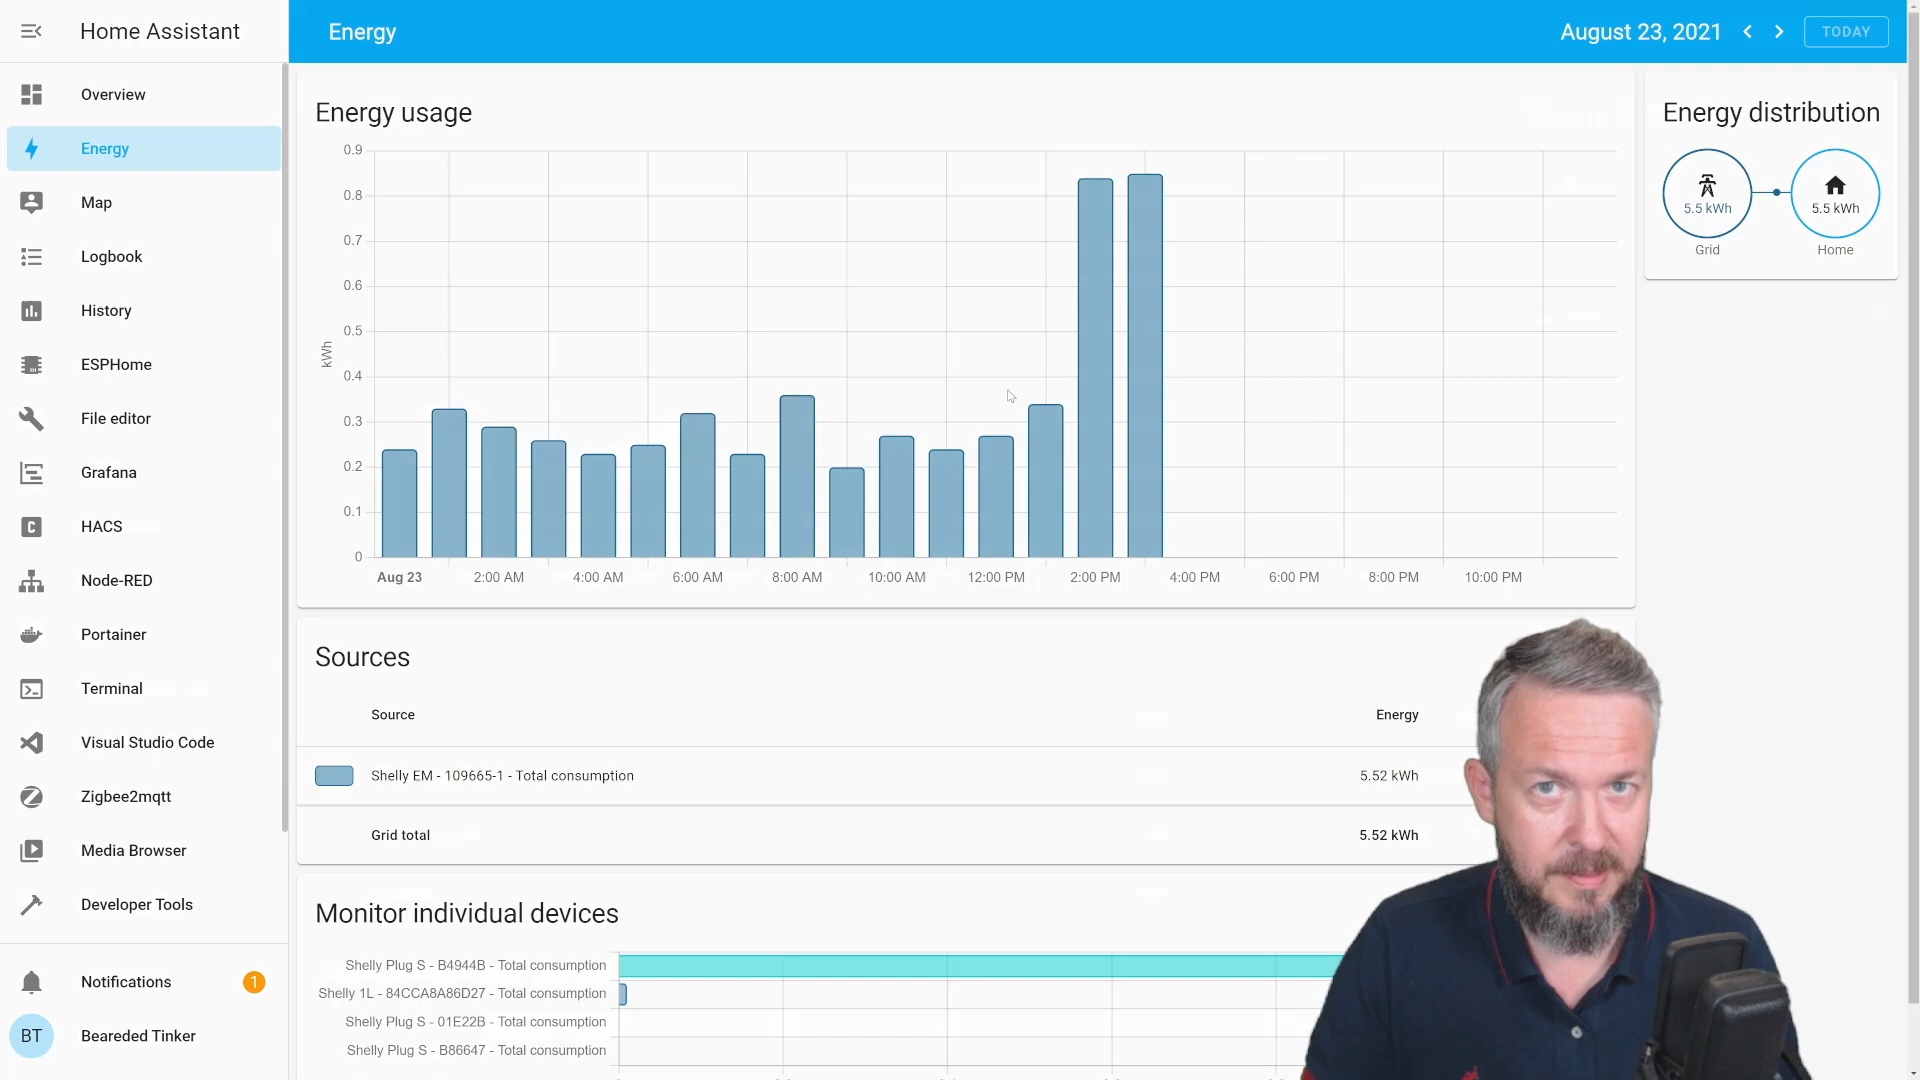 Home Assistant
Energy
August 23, 2021
TODAY
Overview
Energy
Map
Logbook
History
ESPHome
File editor
Grafana
HACS
Node-RED
Portainer
Terminal
Visual Studio Code
Zigbee2mqtt
Media Browser
Developer Tools
Notifications
1
BT
Bearded Tinker
Energy usage
kWh
0.9
0.8
0.7
0.6
0.5
0.4
0.3
0.2
0.1
0
Aug 23 2:00 AM 4:00 AM 6:00 AM 8:00 AM 10:00 AM 12:00 PM 2:00 PM 4:00 PM 6:00 PM 8:00 PM 10:00 PM
Energy distribution
5.5 kWh 5.5 kWh
Grid Home
Sources
Source Energy
Shelly EM - 109665-1 - Total consumption 5.52 kWh
Grid total 5.52 kWh
Monitor individual devices
Shelly Plug S - B4944B - Total consumption
Shelly 1L - 84CCA8A86D27 - Total consumption
Shelly Plug S - 01E22B - Total consumption
Shelly Plug S - B86647 - Total consumption